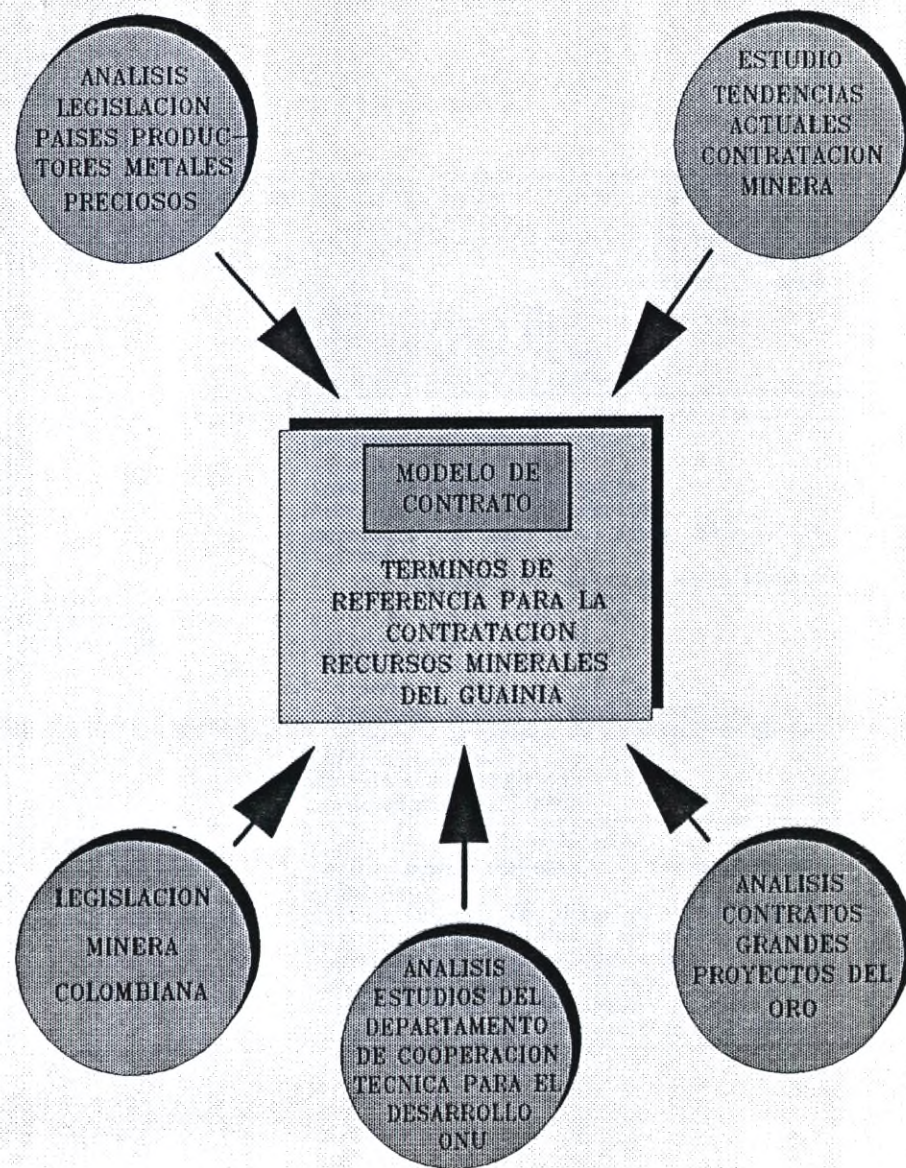 ANALISIS
LEGISLACION
PAISES PRODUC-
TORES METALES
PRECIOSOS
ESTUDIO
TENDENCIAS
ACTUALES
CONTRATACION
MINERA
MODELO DE
CONTRATO
TERMINOS DE
REFERENCIA PARA LA
CONTRATACION
RECURSOS MINERALES
DEL GUAINIA
LEGISLACION
MINERA
COLOMBIANA
ANALISIS
ESTUDIOS DEL
DEPARTAMENTO
DE COOPERACION
TECNICA PARA EL
DESARROLLO
ONU
ANALISIS
CONTRATOS
GRANDES
PROYECTOS DEL
ORO